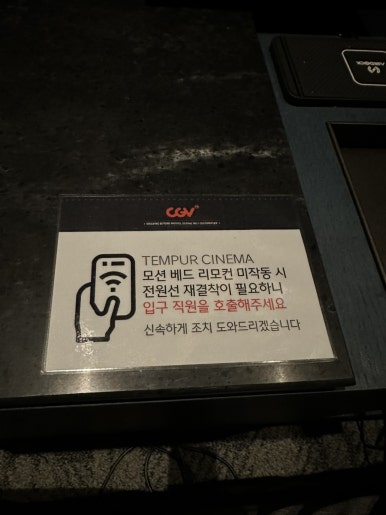 CGV
TEMPUR CINEMA
모션 베드 리모컨 미작동 시
전원선 재결착이 필요하니
입구 직원을 호출해주세요
신속하게 조치 도와드리겠습니다